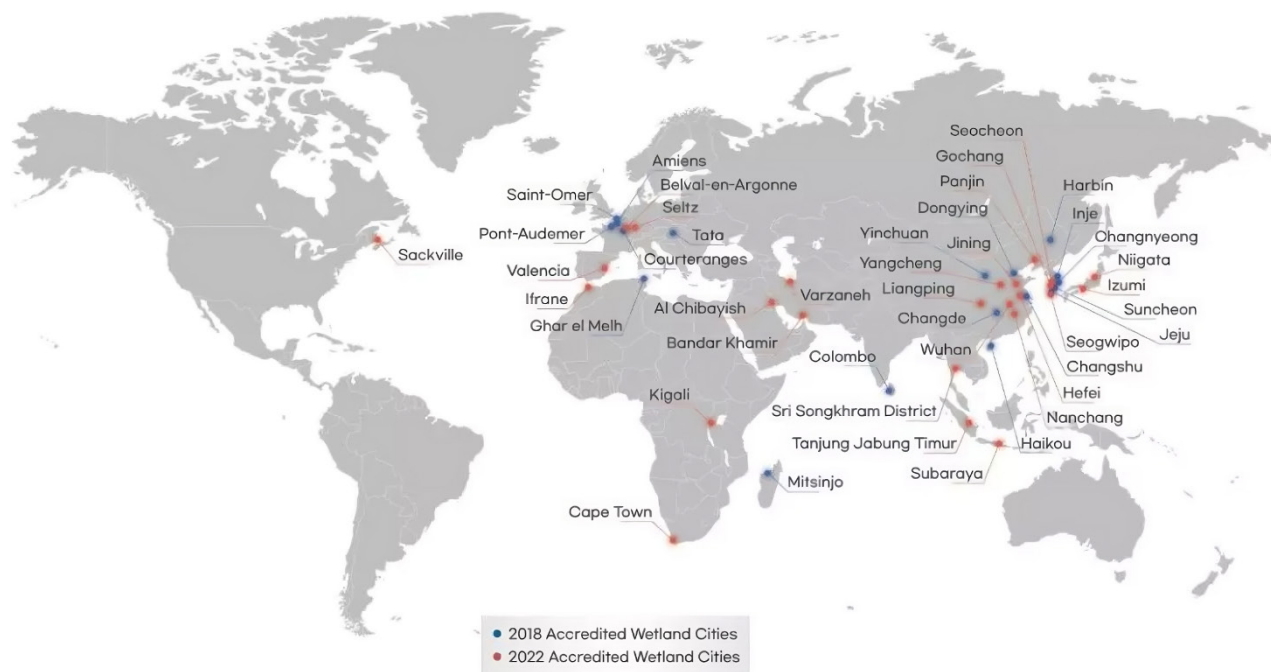 Seocheon
Gochang
Panjin
Dongying
Harbin
Amiens
Belval-en-Argonne
Saint-Omer
Seltz
Inje
Yinchuan
Jining
Ohangnyeong
Pont-Audemer
Tata
Niigata
Sackville
Courteranges
Yangcheng
Valencia
Izumi
Ifrane
Varzaneh
Liangping
Al Chibayish
Suncheon
Ghar el Melh
Changde
Bandar Khamir
Jeju
Seogwipo
Colombo
Wuhan
Changshu
Hefei
Kigali
Sri Songkhram District
Nanchang
Tanjung Jabung Timur
Haikou
Subaraya
Mitsinjo
Cape Town
2018 Accredited Wetland Cities
2022 Accredited Wetland Cities